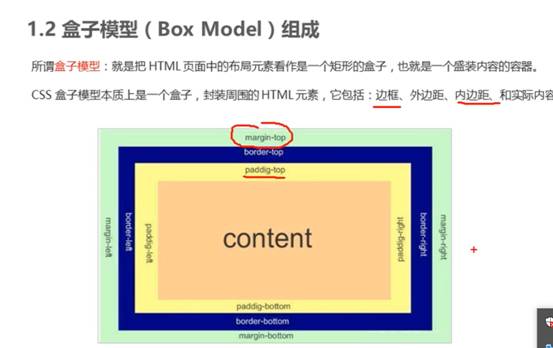 1.2 盒子模型（Box Model）组成
所谓盒子模型：就是把 HTML 页面中的布局元素看作是一个矩形的盒子，也就是一个盛装内容的容器。
CSS 盒子模型本质上是一个盒子，封装周围的 HTML 元素，它包括：边框、外边距、内边距、和实际内容
margin-top
border-top
paddig-top
margin-left
border-left
paddig-left
content
paddig-right
border-right
margin-right
paddig-bottom
border-bottom
margin-bottom